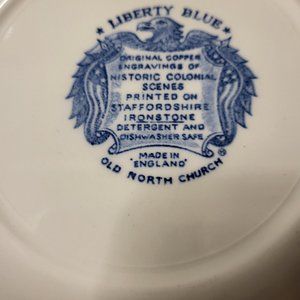 ★ LIBERTY BLUE ★
ORIGINAL COPPER
ENGRAVINGS OF
HISTORIC COLONIAL
SCENES
PRINTED ON
STAFFORDSHIRE
IRONSTONE
DETERGENT AND
DISHWASHER SAFE
MADE IN
ENGLAND ®
OLD NORTH CHURCH